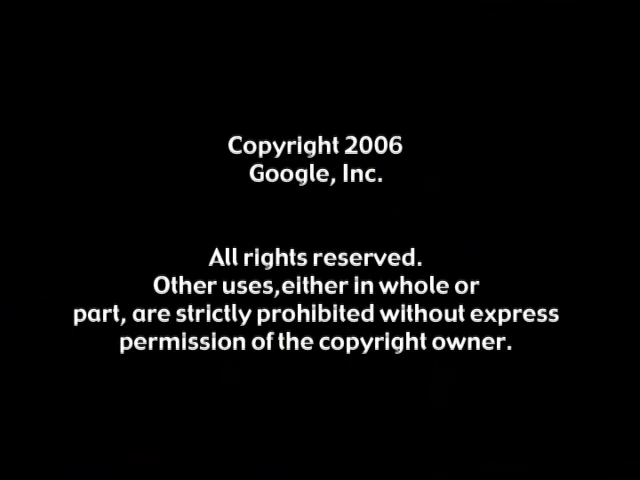 Copyright 2006
Google, Inc.
All rights reserved.
Other uses,either in whole or
part, are strictly prohibited without express
permission of the copyright owner.